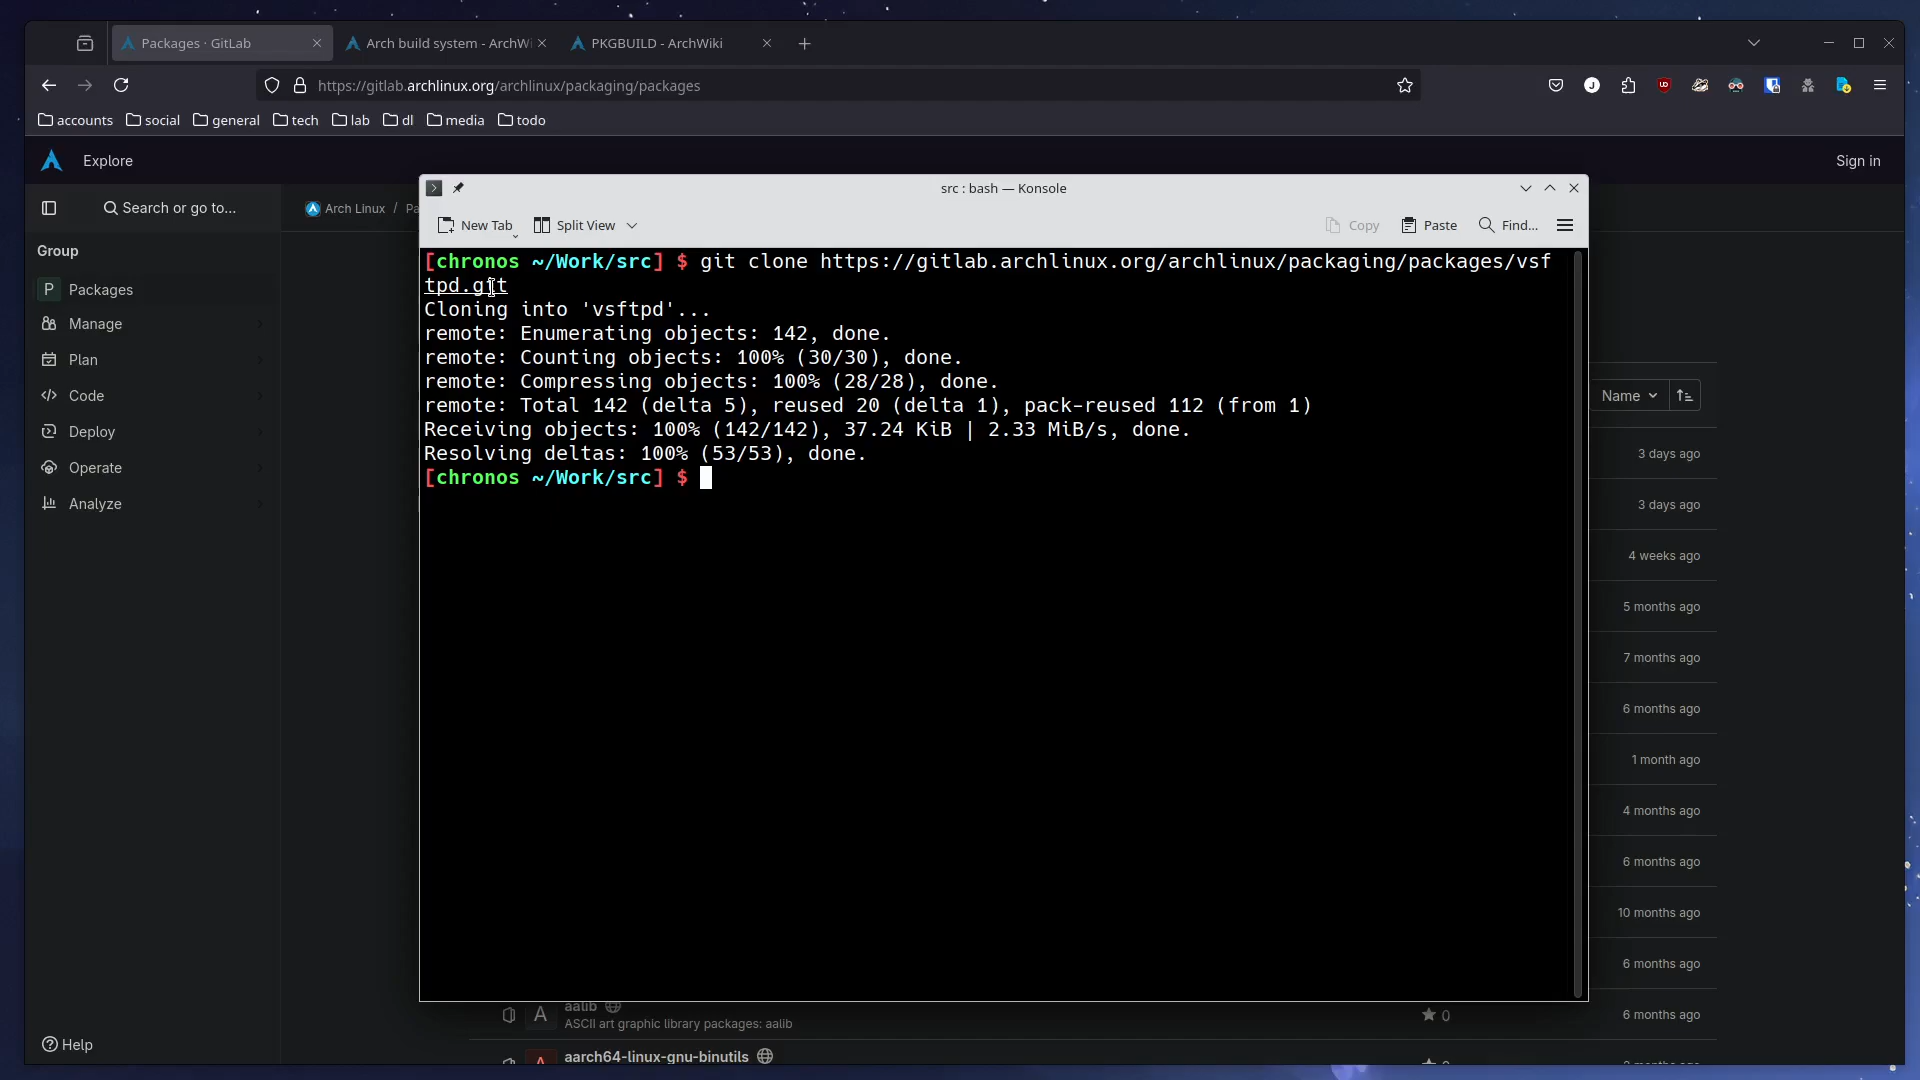 Packages · GitLab
Arch build system - ArchW
PKGBUILD - ArchWiki
https://gitlab.archlinux.org/archlinux/packaging/packages
accounts
social
general
tech
lab
dl
media
todo
Explore
Sign in
Search or go to...
Arch Linux / Pa
Group
P Packages
Manage
Plan
Code
Deploy
Operate
Analyze
Help
src : bash — Konsole
New Tab
Split View
Copy
Paste
Find...
[chronos ~/Work/src] $ git clone https://gitlab.archlinux.org/archlinux/packaging/packages/vsf
tpd.git
Cloning into 'vsftpd'...
remote: Enumerating objects: 142, done.
remote: Counting objects: 100% (30/30), done.
remote: Compressing objects: 100% (28/28), done.
remote: Total 142 (delta 5), reused 20 (delta 1), pack-reused 112 (from 1)
Receiving objects: 100% (142/142), 37.24 KiB | 2.33 MiB/s, done.
Resolving deltas: 100% (53/53), done.
[chronos ~/Work/src] $
Name
3 days ago
3 days ago
4 weeks ago
5 months ago
7 months ago
6 months ago
1 month ago
4 months ago
6 months ago
10 months ago
6 months ago
A
aalib
ASCII art graphic library packages: aalib
0
6 months ago
aarch64-linux-gnu-binutils